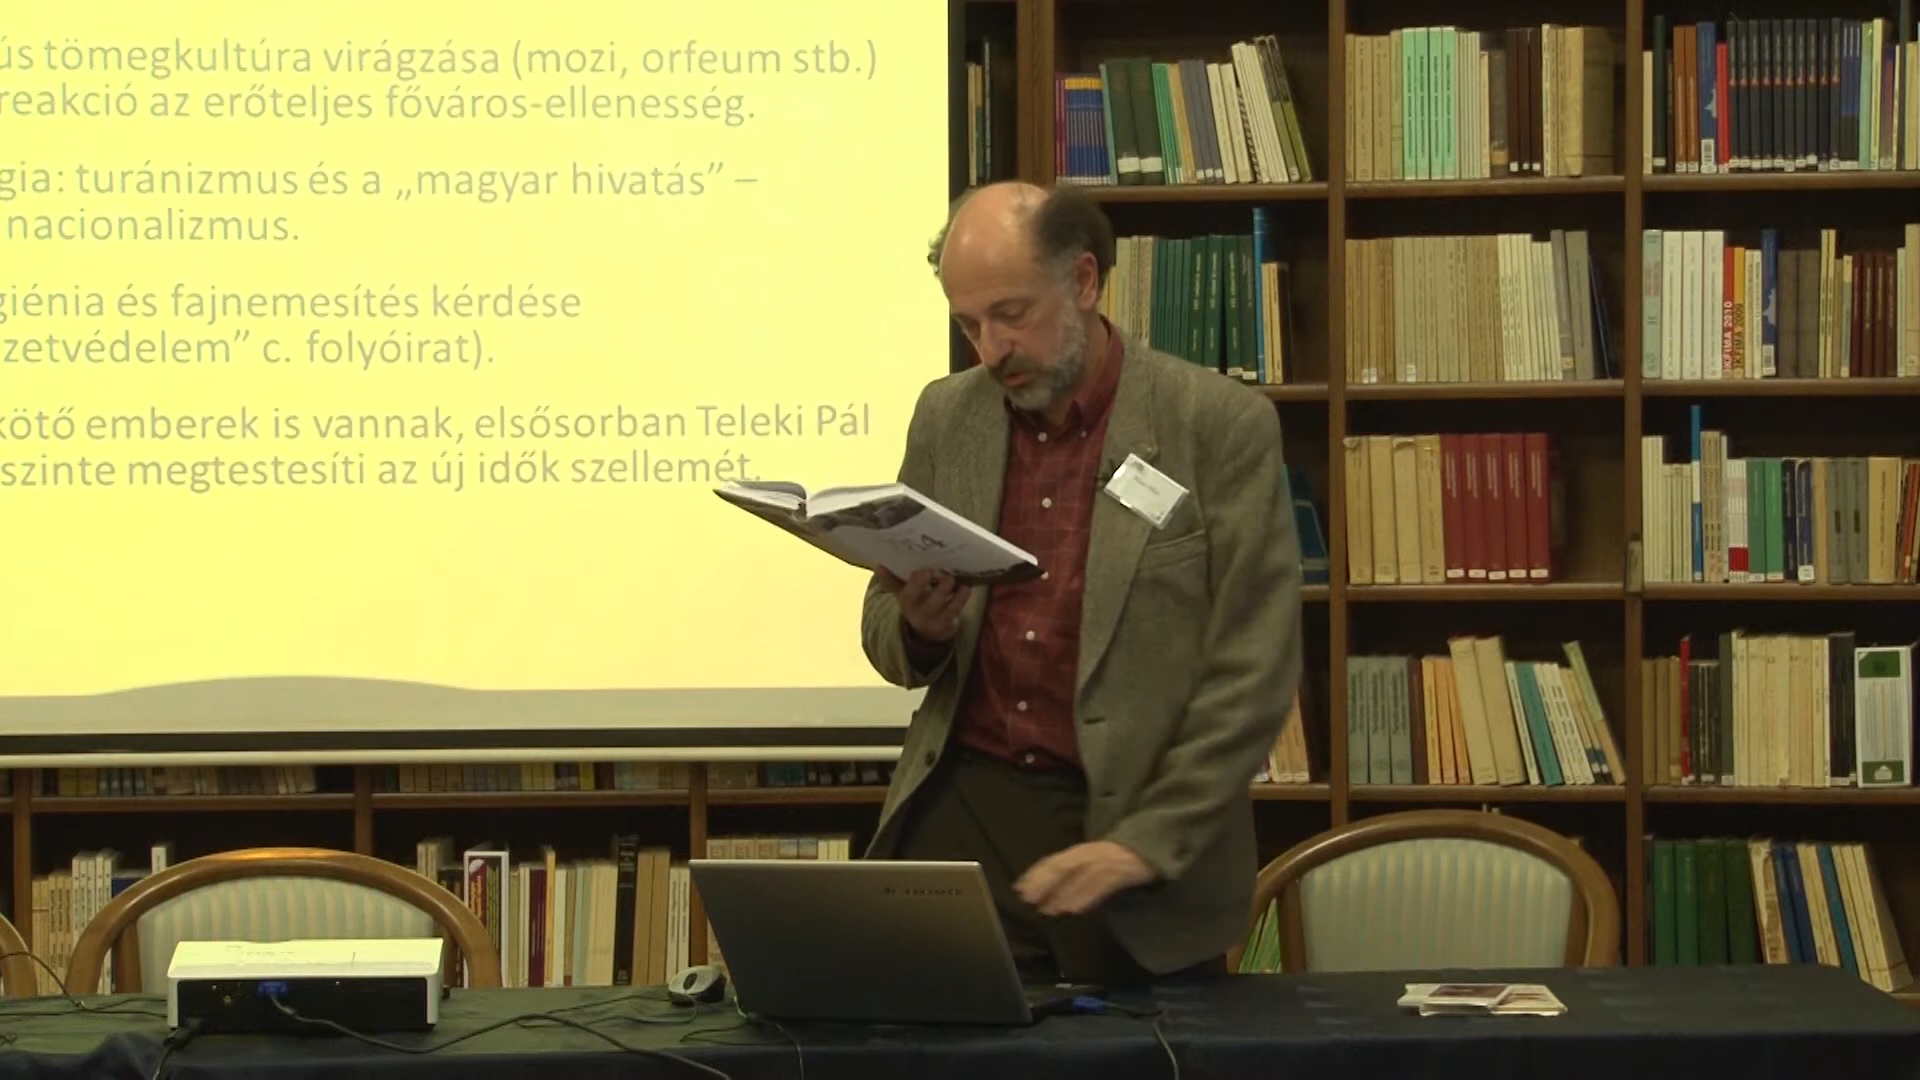 ús tömegkultúra virágzása (mozi, orfeum stb.)
reakció az erőteljes főváros-ellenesség.
gia: turánizmus és a „magyar hivatás” –
nacionalizmus.
giénia és fajnemesítés kérdése
zetvédelem” c. folyóirat).
kötő emberek is vannak, elsősorban Teleki Pál
szinte megtestesíti az új idők szellemét.
1914